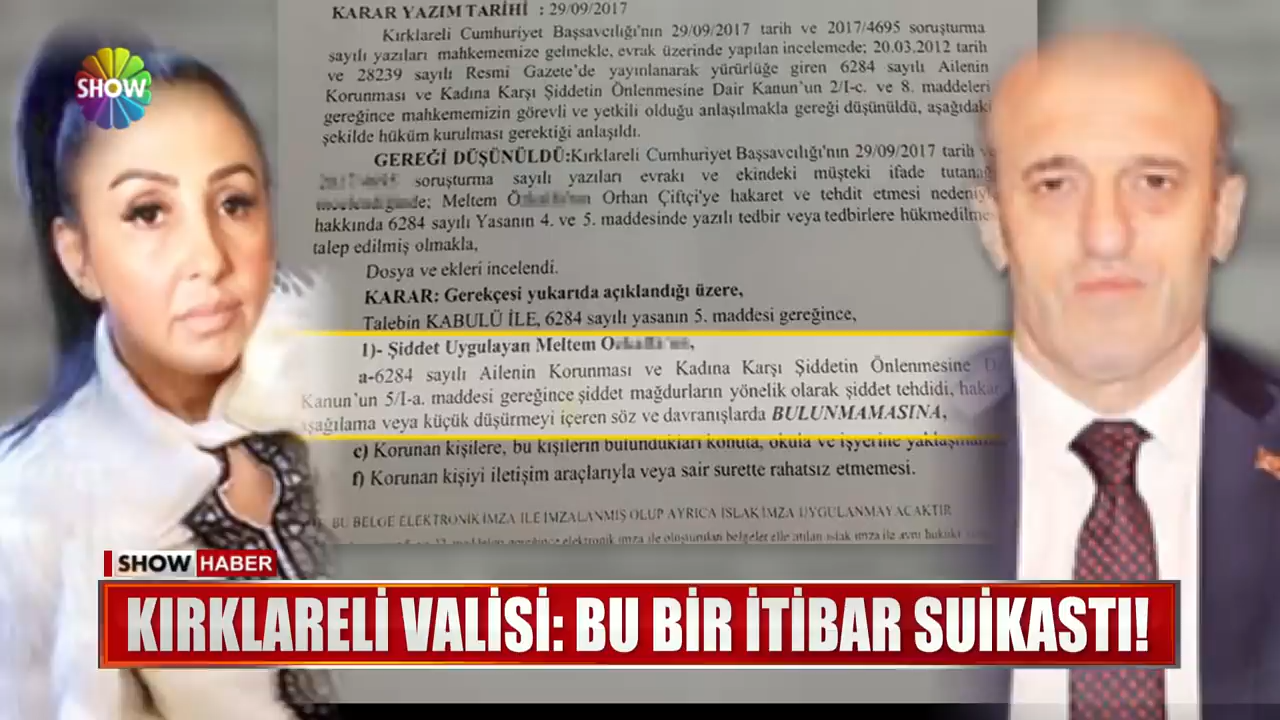 SHOW
KARAR YAZIM TARİHİ : 29/09/2017
Kırklareli Cumhuriyet Başsavcılığı'nın 29/09/2017 tarih ve 2017/4695 soruşturma
sayılı yazıları mahkememize gelmekle, evrak üzerinde yapılan incelemede; 20.03.2012 tarih
ve 28239 sayılı Resmi Gazete'de yayınlanarak yürürlüğe giren 6284 sayılı Ailenin
Korunması ve Kadına Karşı Şiddetin Önlenmesine Dair Kanun'un 2/I-c. ve 8. maddeleri
gereğince mahkememizin görevli ve yetkili olduğu anlaşılmakla gereği düşünüldü, aşağıdaki
şekilde hüküm kurulması gerektiği anlaşıldı.
GEREĞİ DÜŞÜNÜLDÜ:Kırklareli Cumhuriyet Başsavcılığı'nın 29/09/2017 tarih ve
soruşturma sayılı yazıları evrakı ve ekindeki müşteki ifade tutanağı
Meltem Orhan Çiftçi'ye hakaret ve tehdit etmesi nedeniyle
hakkında 6284 sayılı Yasanın 4. ve 5. maddesinde yazılı tedbir veya tedbirlere hükmedilme
talep edilmiş olmakla,
Dosya ve ekleri incelendi.
KARAR: Gerekçesi yukarıda açıklandığı üzere,
Talebin KABULÜ İLE, 6284 sayılı yasanın 5. maddesi gereğince,
1)- Şiddet Uygulayan Meltem
a-6284 sayılı Ailenin Korunması ve Kadına Karşı Şiddetin Önlenmesine D
Kanun'un 5/I-a. maddesi gereğince şiddet mağdurların yönelik olarak şiddet tehdidi, hakar
aşağılama veya küçük düşürmeyi içeren söz ve davranışlarda BULUNMAMASINA,
c) Korunan kişilere, bu kişilerin bulundukları konuta, okula ve işyerine yaklaşmama
f) Korunan kişiyi iletişim araçlarıyla veya sair surette rahatsız etmemesi.
BU BELGE ELEKTRONİK İMZA İLE İMZALANMIŞ OLUP AYRICA ISLAK İMZA UYGULANMAYACAKTIR
SHOW HABER
KIRKLARELİ VALİSİ: BU BİR İTİBAR SUİKASTI!